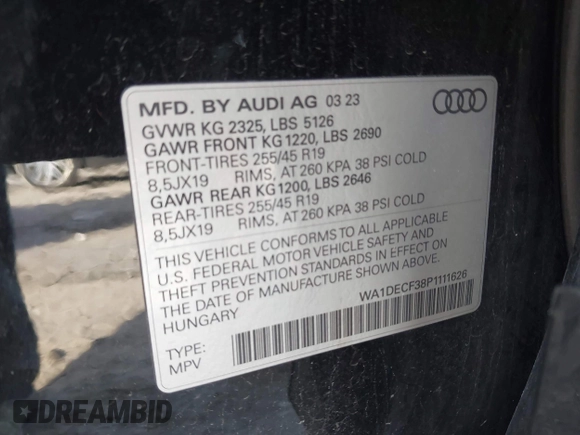 MFD. BY AUDI AG 03 23
GVWR KG 2325, LBS 5126
GAWR FRONT KG 1220, LBS 2690
FRONT-TIRES 255/45 R19
8,5JX19 RIMS, AT 260 KPA 38 PSI COLD
GAWR REAR KG 1200, LBS 2646
REAR-TIRES 255/45 R19
8,5JX19 RIMS, AT 260 KPA 38 PSI COLD
THIS VEHICLE CONFORMS TO ALL APPLICABLE
U.S. FEDERAL MOTOR VEHICLE SAFETY AND
THEFT PREVENTION STANDARDS IN EFFECT ON
THE DATE OF MANUFACTURE SHOWN ABOVE.
HUNGARY
WA1DECF38P1111626
TYPE:
MPV
DREAMBID